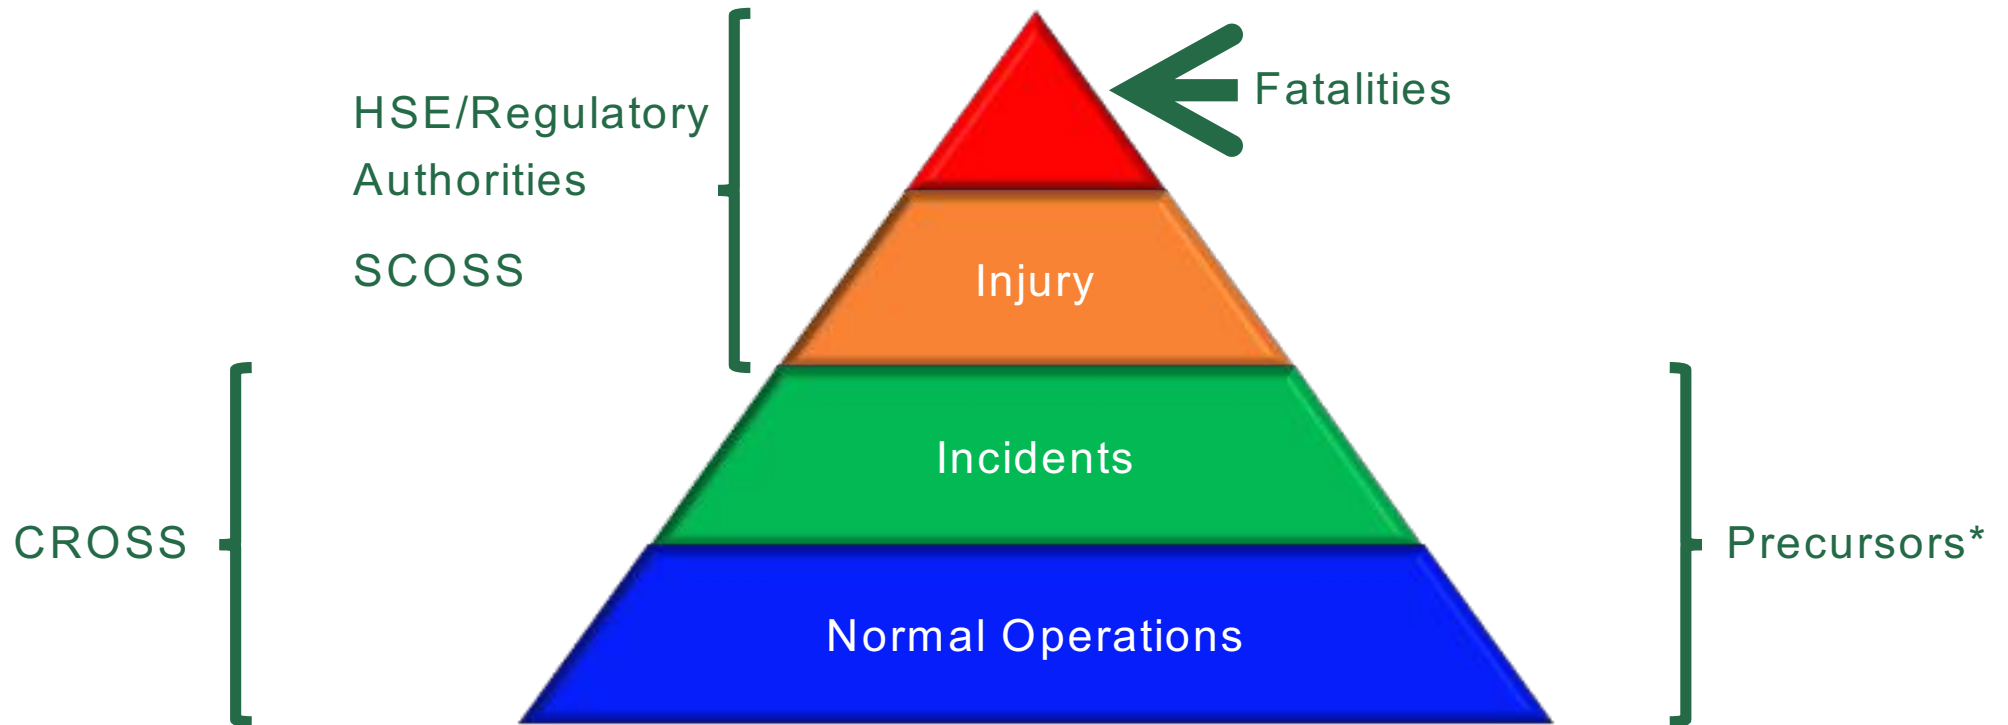 HSE/Regulatory
Authorities
SCOSS
Fatalities
Injury
Incidents
CROSS
Precursors*
Normal Operations